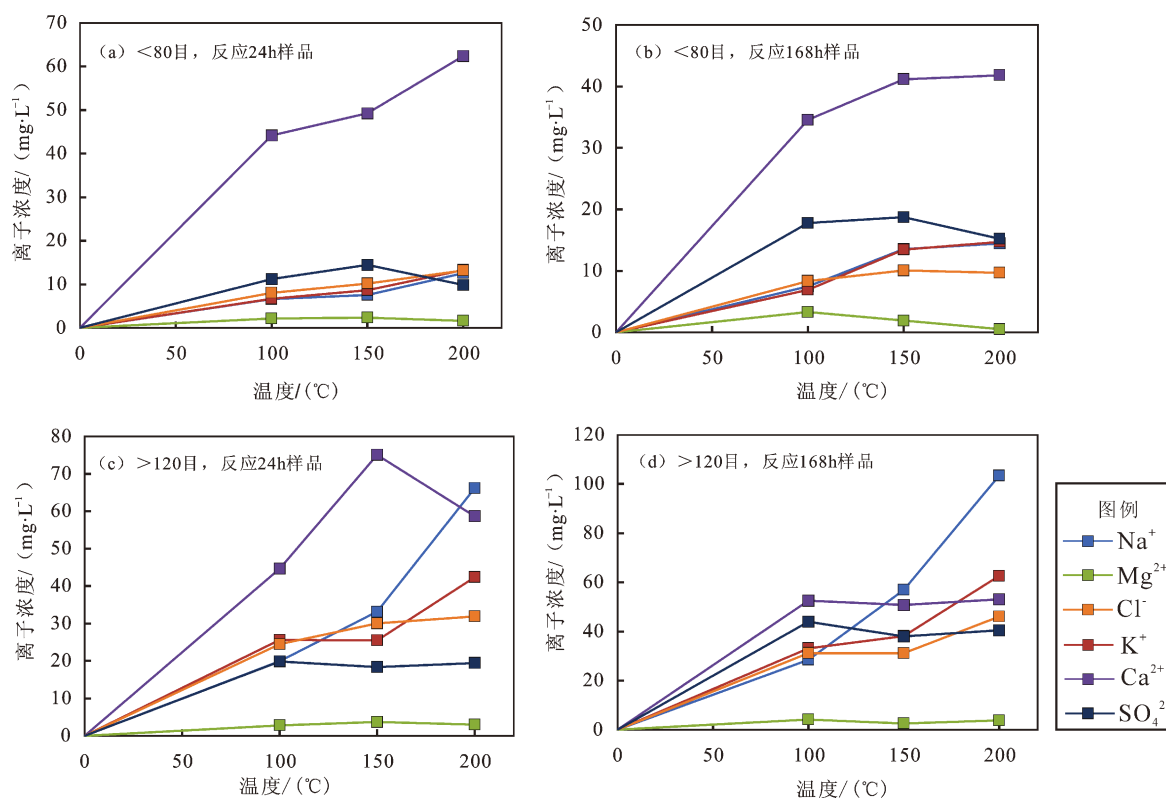 (a)<80目,反应24h样品
离子浓度/(mg·L⁻¹)
70
60
50
40
30
20
10
0
0 50 100 150 200
温度/(℃)
(b)<80目,反应168h样品
离子浓度/(mg·L⁻¹)
50
40
30
20
10
0
0 50 100 150 200
温度/(℃)
(c)>120目,反应24h样品
离子浓度/(mg·L⁻¹)
80
70
60
50
40
30
20
10
0
0 50 100 150 200
温度/(℃)
(d)>120目,反应168h样品
离子浓度/(mg·L⁻¹)
120
100
80
60
40
20
0
0 50 100 150 200
温度/(℃)
图例
Na⁺
Mg²⁺
Cl⁻
K⁺
Ca²⁺
SO₄²